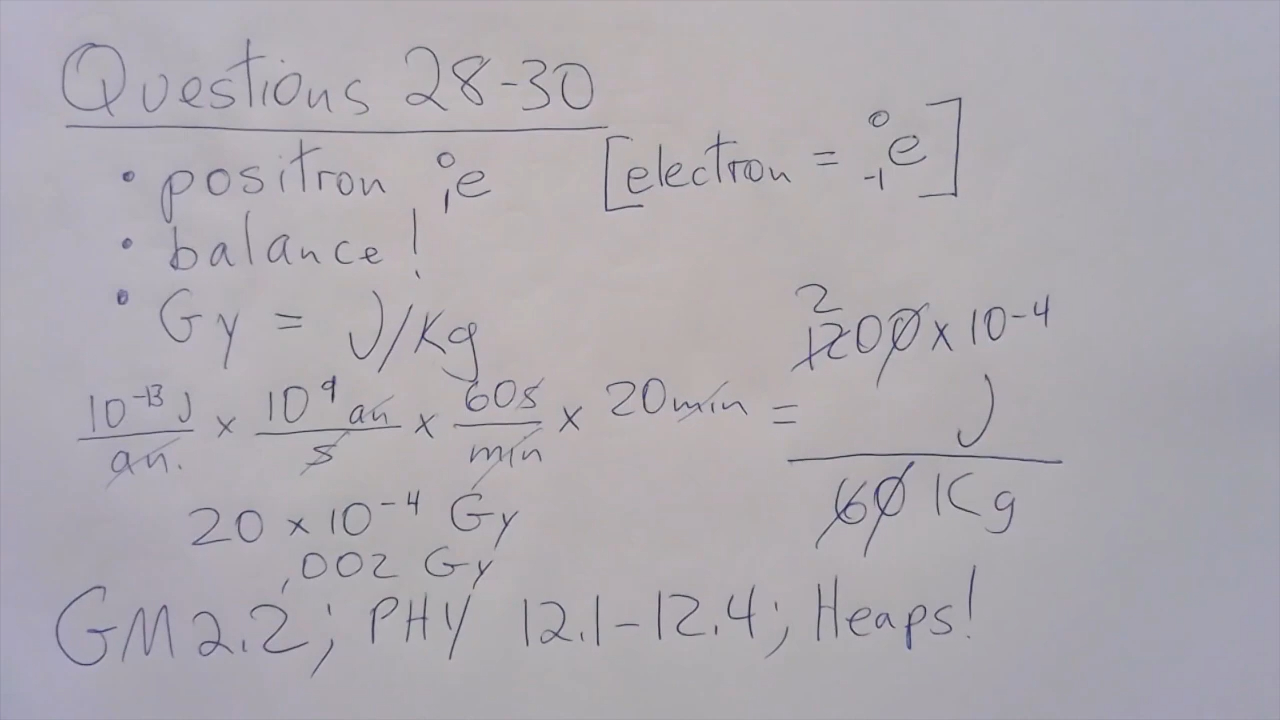 Questions 28-30
• positron ⁰₁e [electron = ⁰₋₁e]
• balance!
• Gy = J/Kg
10⁻¹³ J / an. × 10⁹ an / s × 60s / min × 20min = 1200 2 × 10⁻⁴ J / 60 Kg
20 × 10⁻⁴ Gy
.002 Gy
GM2.2; PHY 12.1-12.4; Heaps!